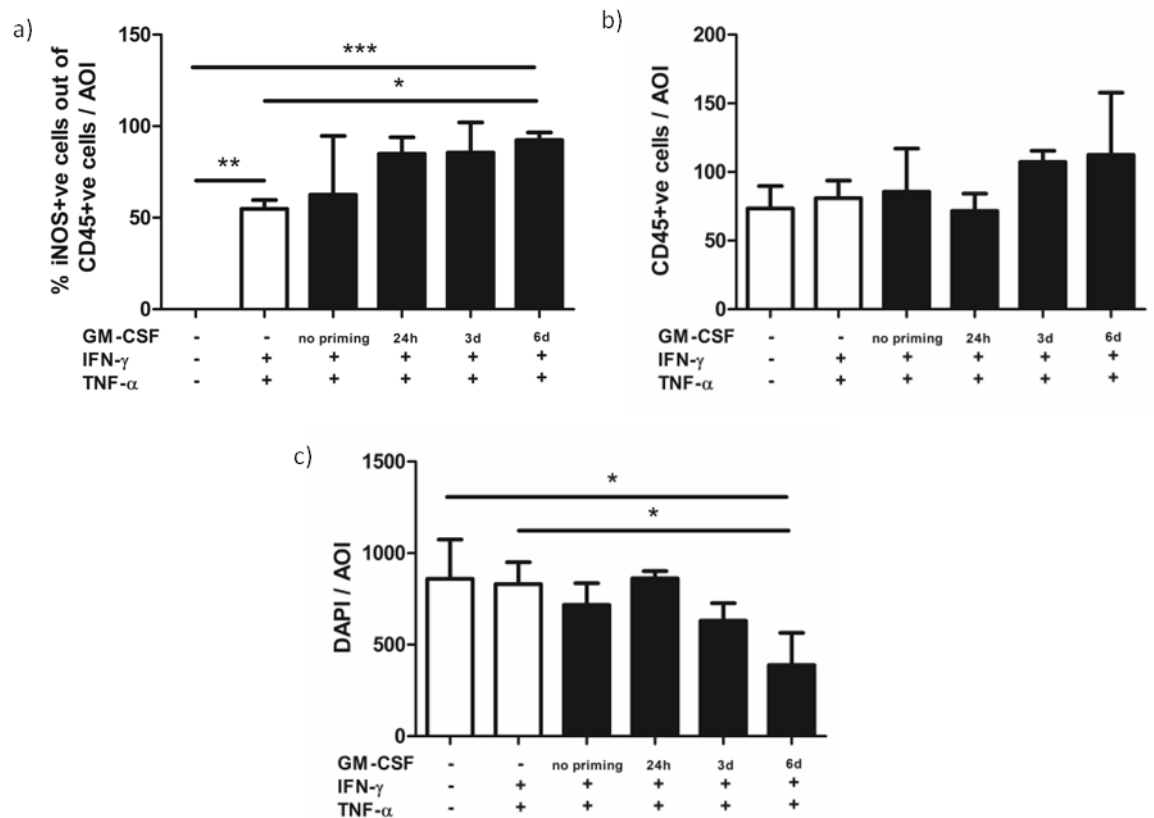 a)
% iNOS+ve cells out of
CD45+ve cells / AOI
150
100
50
0
***
*
**
GM-CSF - - no priming 24h 3d 6d
IFN-γ - + + + + +
TNF-α - + + + + +
b)
CD45+ve cells / AOI
200
150
100
50
0
GM-CSF - - no priming 24h 3d 6d
IFN-γ - + + + + +
TNF-α - + + + + +
c)
DAPI / AOI
1500
1000
500
0
*
*
GM-CSF - - no priming 24h 3d 6d
IFN-γ - + + + + +
TNF-α - + + + + +